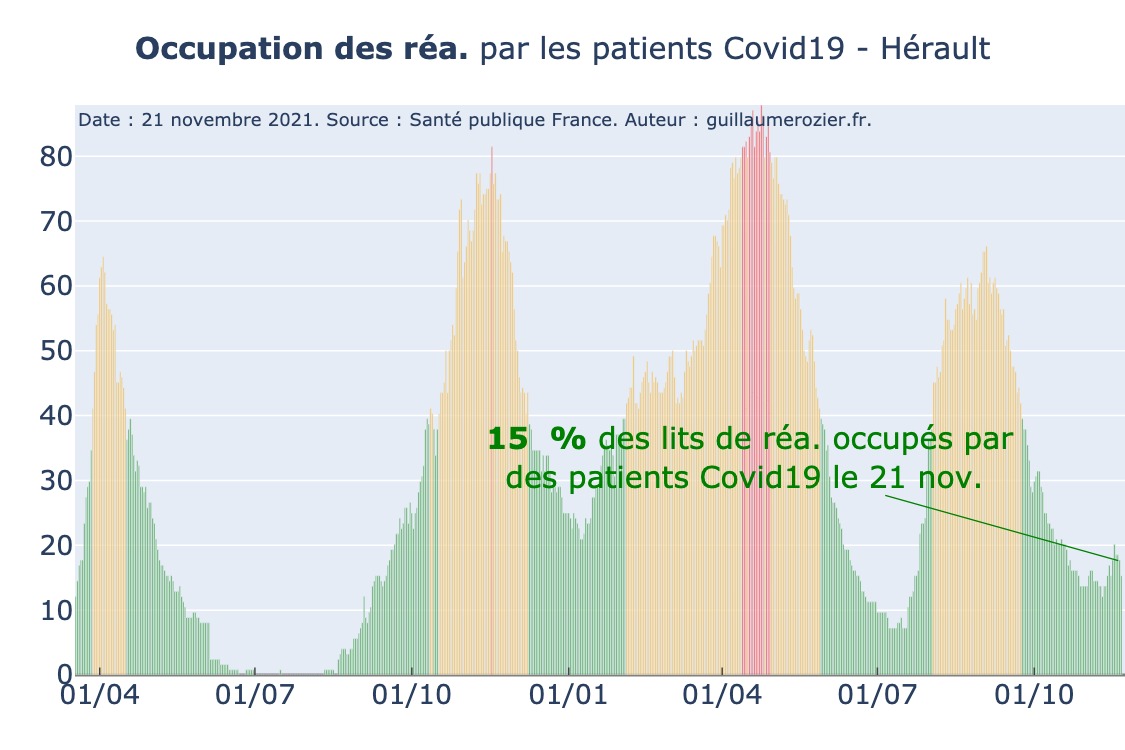 Occupation des réa. par les patients Covid19 - Hérault
Date : 21 novembre 2021. Source : Santé publique France. Auteur : guillaumerozier.fr.
80
70
60
50
40
15 % des lits de réa. occupés par
des patients Covid19 le 21 nov.
30
20
10
0
01/04 01/07 01/10 01/01 01/04 01/07 01/10